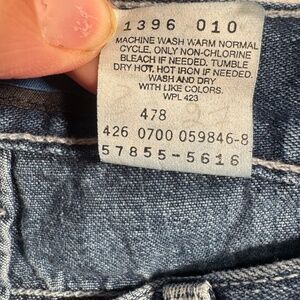 1396 010
MACHINE WASH WARM NORMAL
CYCLE. ONLY NON-CHLORINE
BLEACH IF NEEDED. TUMBLE
DRY HOT. HOT IRON IF NEEDED.
WASH AND DRY
WITH LIKE COLORS.
WPL 423
478
426 0700 059846-8
57855-5616